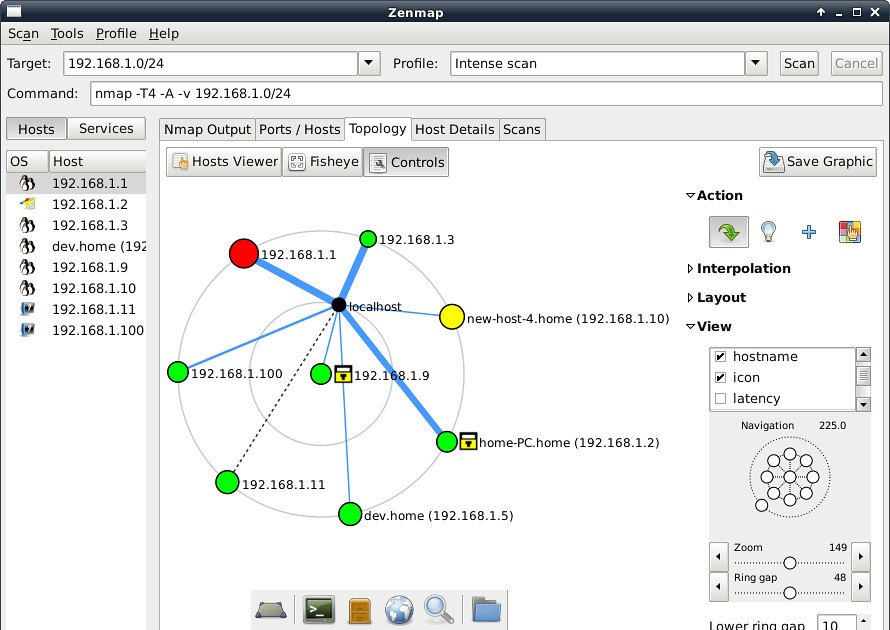 Zenmap
Scan Tools Profile Help
Target: 192.168.1.0/24 Profile: Intense scan Scan Cancel
Command: nmap -T4 -A -v 192.168.1.0/24
Hosts Services
OS Host
192.168.1.1
192.168.1.2
192.168.1.3
dev.home (192
192.168.1.9
192.168.1.10
192.168.1.11
192.168.1.100
Nmap Output Ports / Hosts Topology Host Details Scans
Hosts Viewer Fisheye Controls Save Graphic
192.168.1.3
192.168.1.1
localhost
new-host-4.home (192.168.1.10)
192.168.1.100
192.168.1.9
home-PC.home (192.168.1.2)
192.168.1.11
dev.home (192.168.1.5)
Action
Interpolation
Layout
View
hostname
icon
latency
Navigation 225.0
Zoom 149
Ring gap 48
Lower ring gap 10